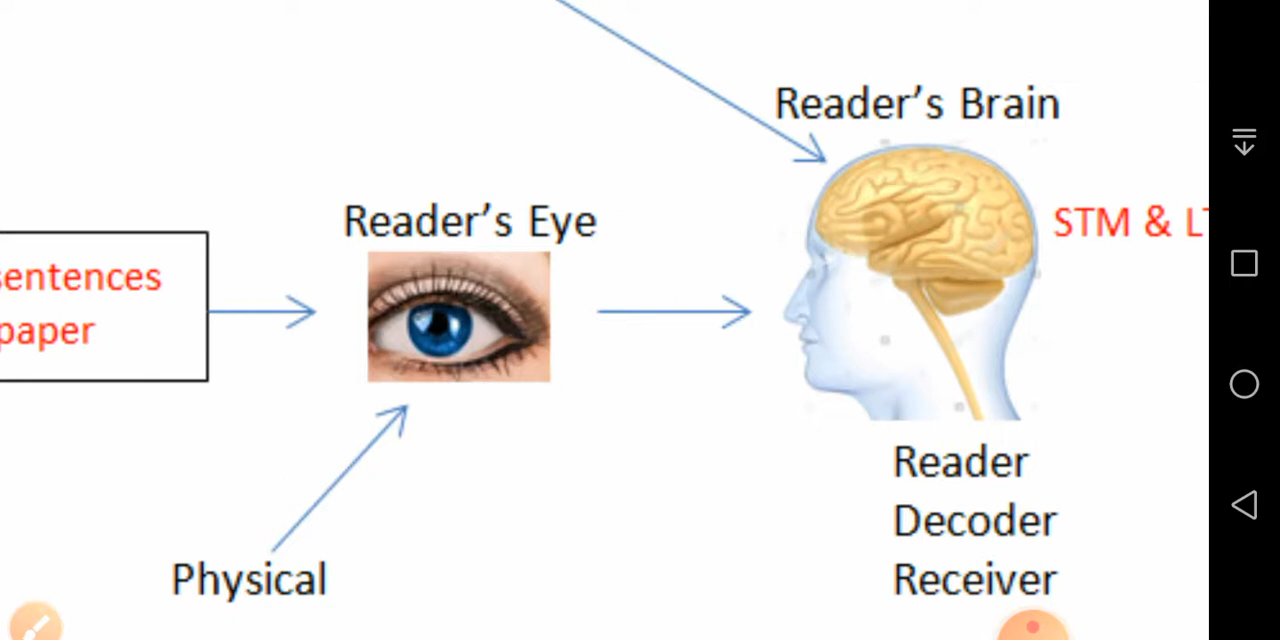 Reader's Brain
Reader's Eye
STM &
sentences
paper
Reader
Decoder
Receiver
Physical